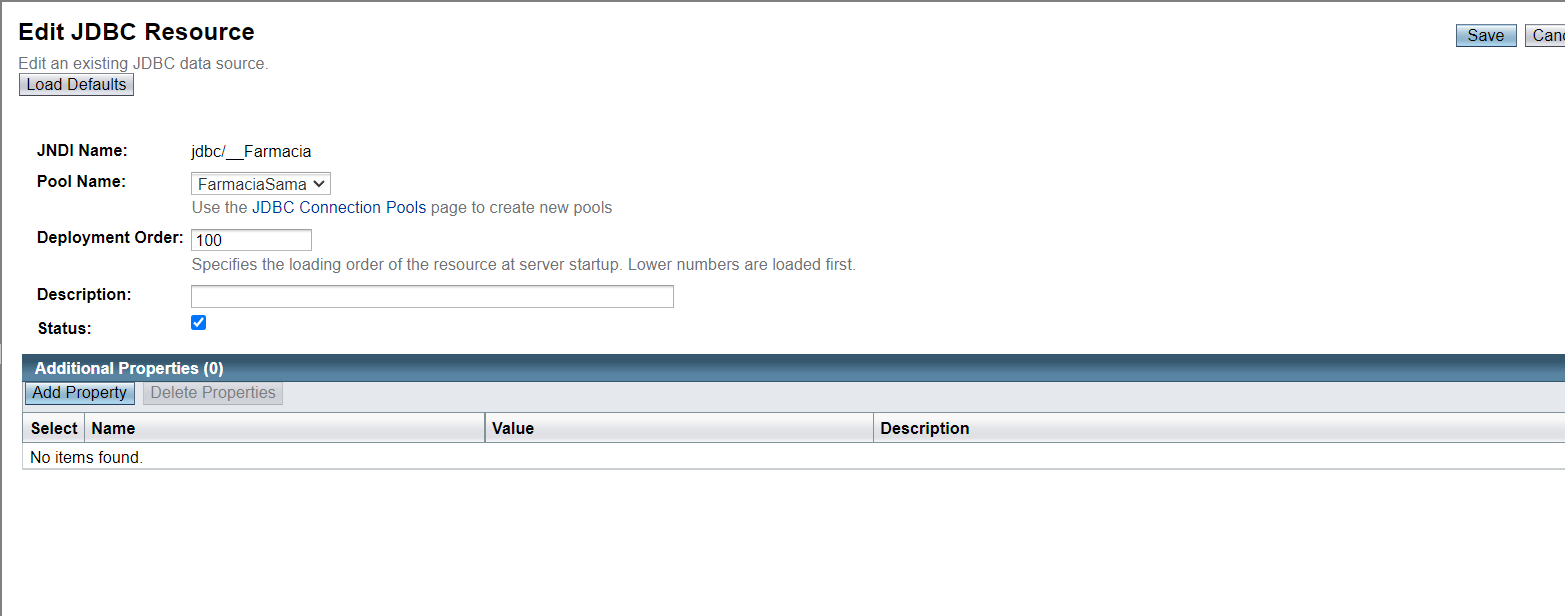 Edit JDBC Resource
Save
Edit an existing JDBC data source.
Load Defaults
JNDI Name: jdbc/__Farmacia
Pool Name: FarmaciaSama
Use the JDBC Connection Pools page to create new pools
Deployment Order: 100
Specifies the loading order of the resource at server startup. Lower numbers are loaded first.
Description:
Status:
Additional Properties (0)
Add Property Delete Properties
Select Name Value Description
No items found.